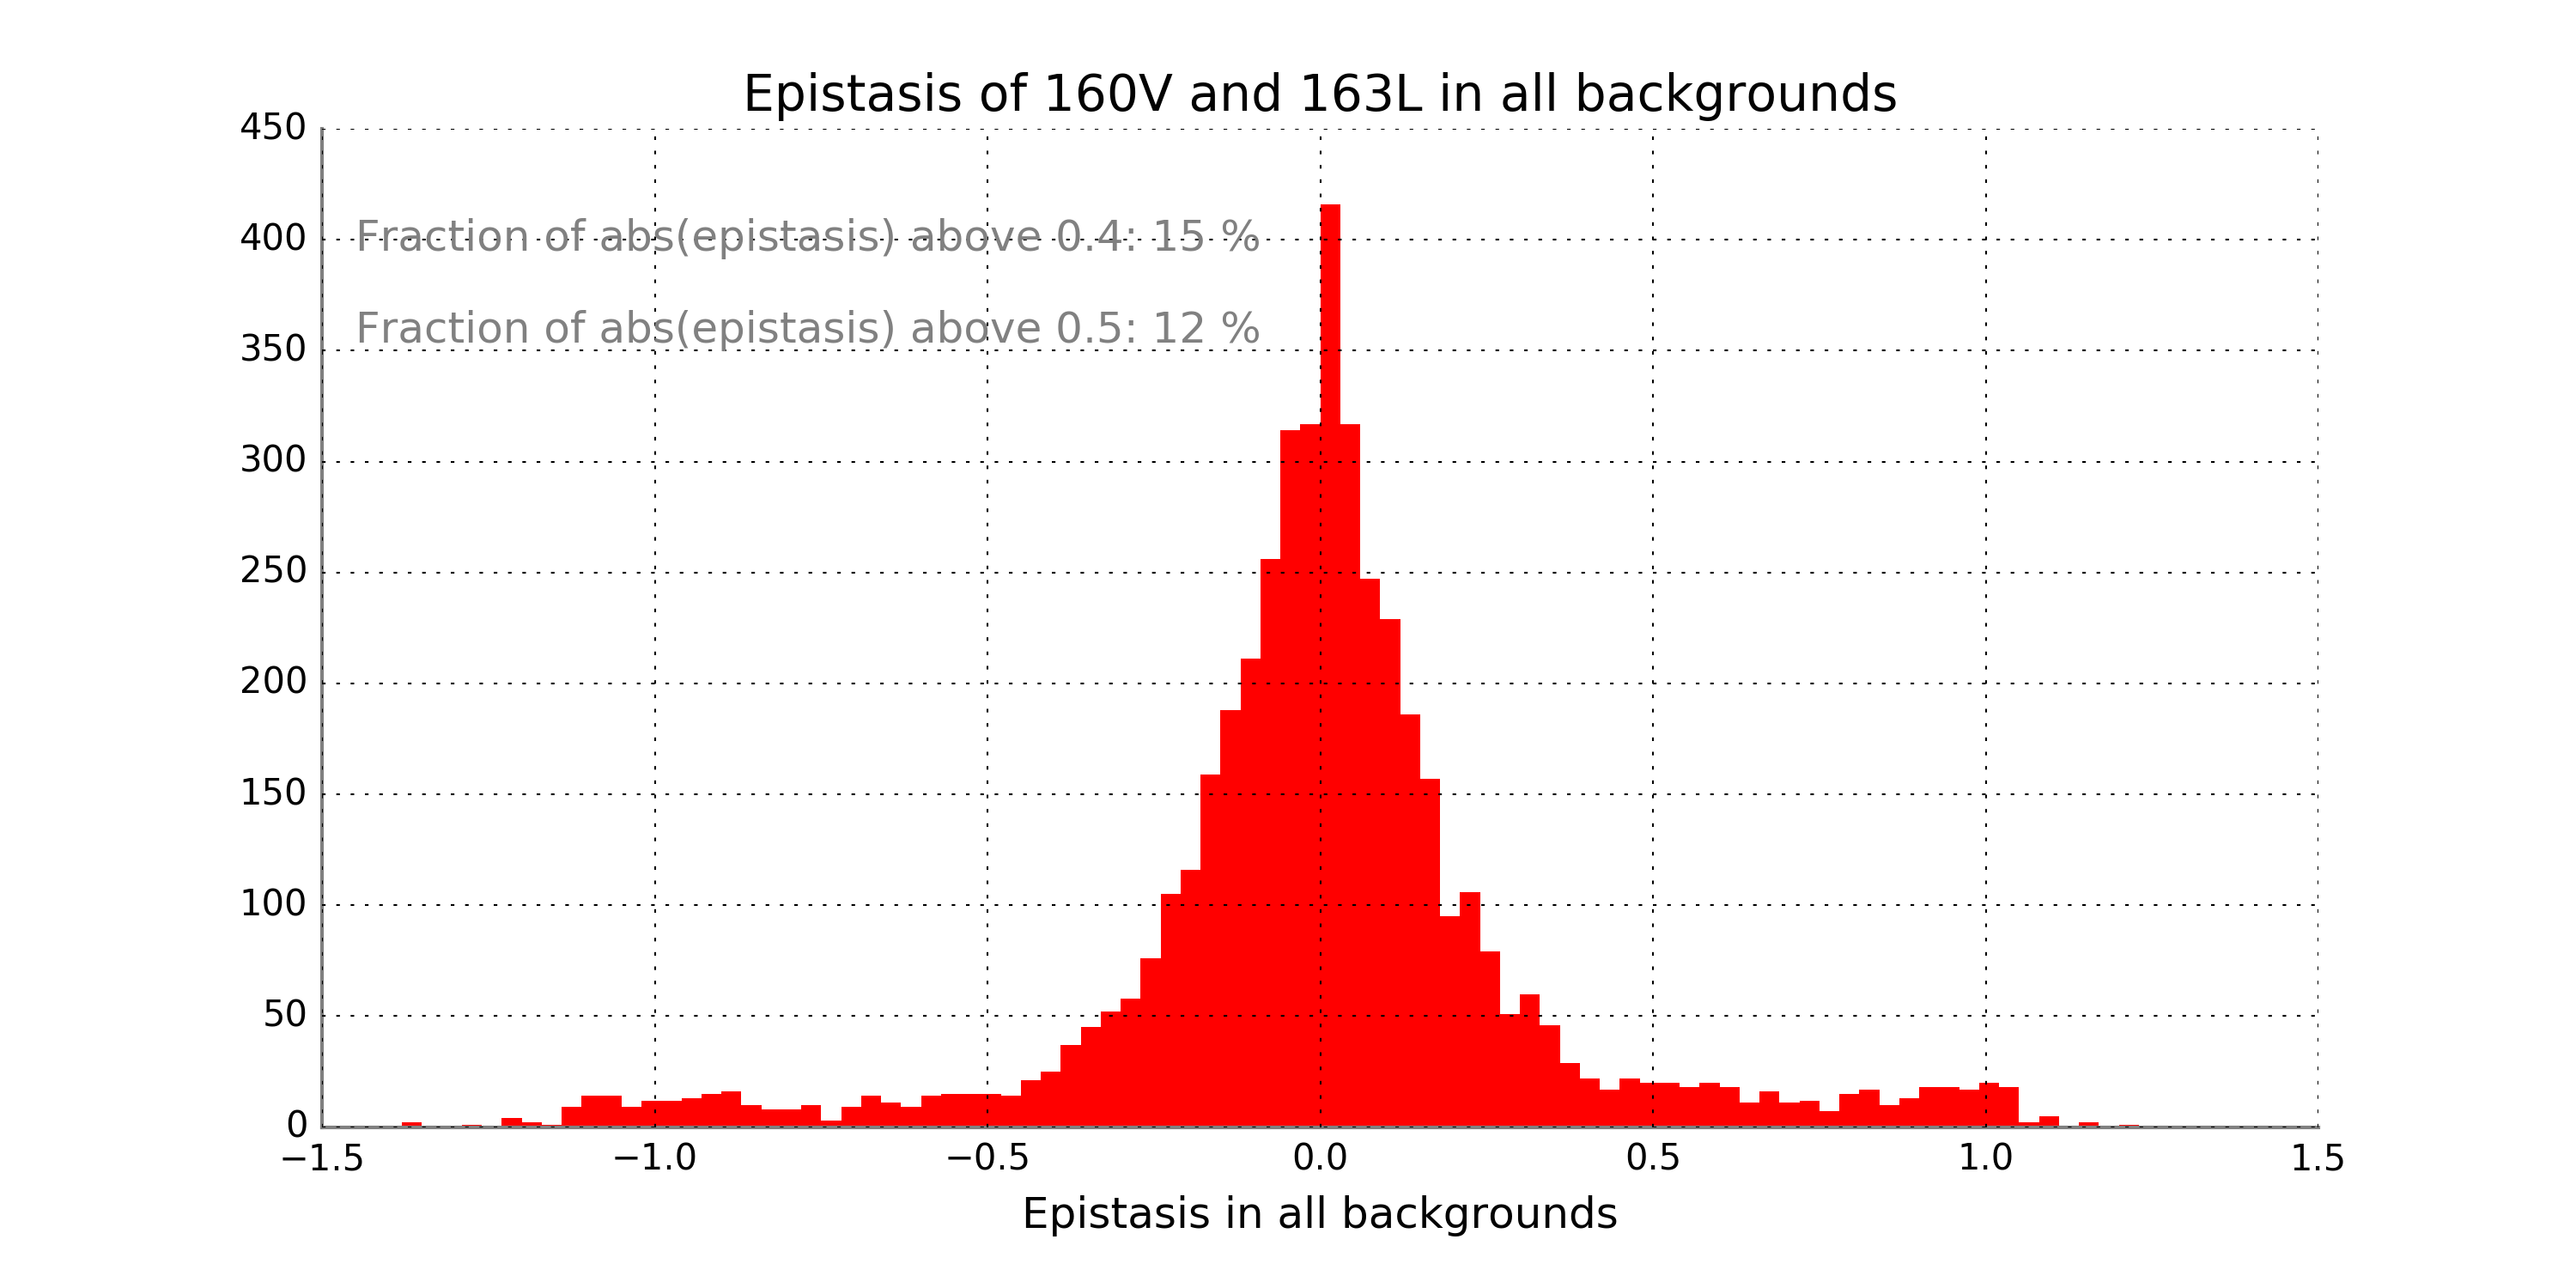 Epistasis of 160V and 163L in all backgrounds
450
400
350
300
250
200
150
100
50
0
Fraction of abs(epistasis) above 0.4: 15 %
Fraction of abs(epistasis) above 0.5: 12 %
−1.5 −1.0 −0.5 0.0 0.5 1.0 1.5
Epistasis in all backgrounds